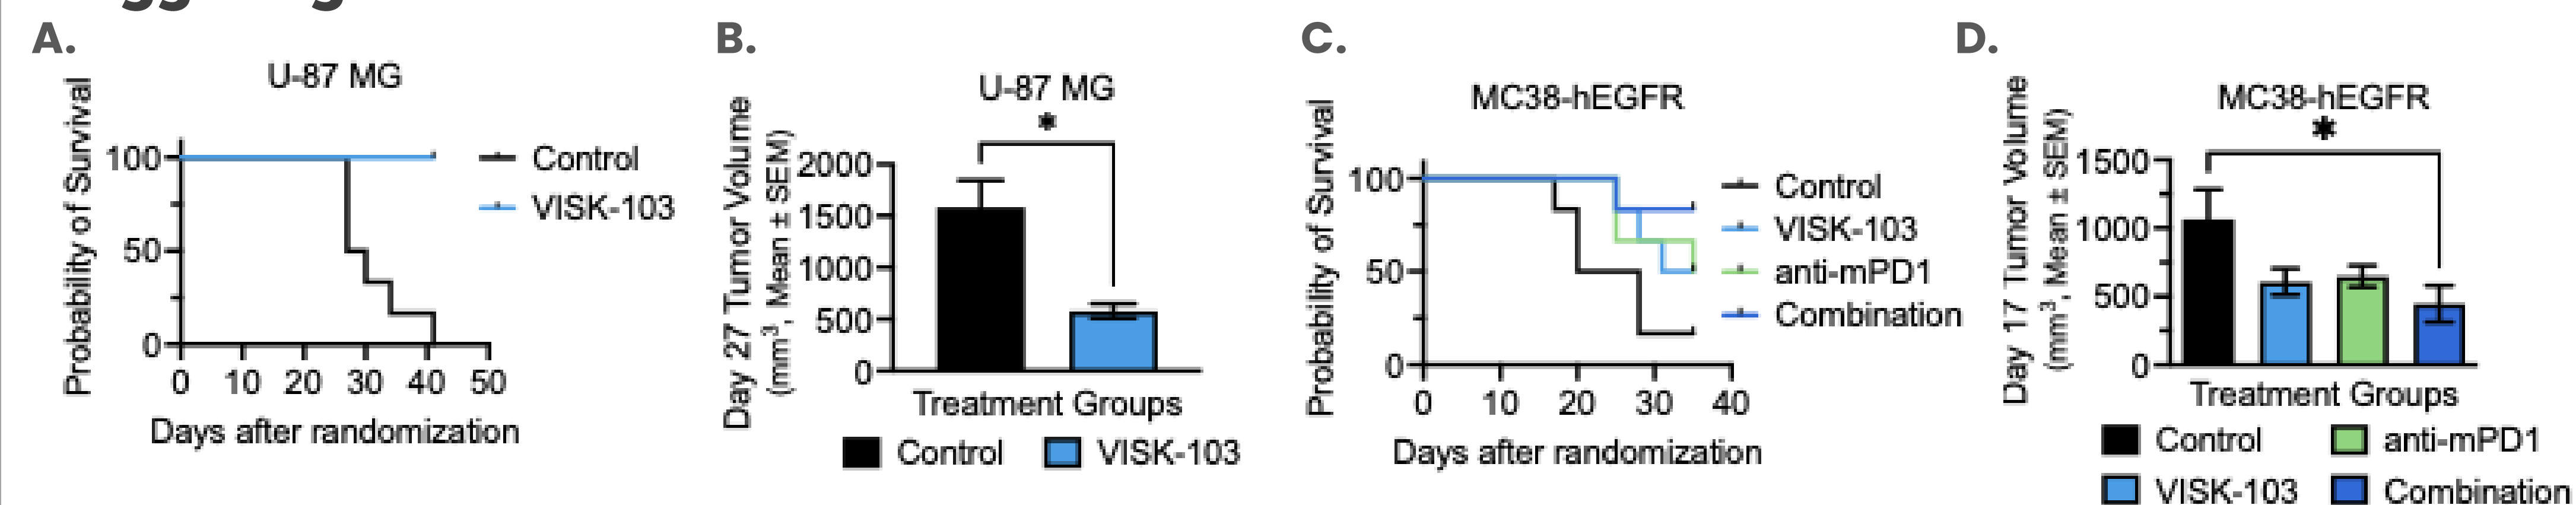 A.
U-87 MG
Probability of Survival
100
50
0
0 10 20 30 40 50
Days after randomization
Control
VISK-103
B.
U-87 MG
*
Day 27 Tumor Volume
(mm³, Mean ± SEM)
2000
1500
1000
500
0
Treatment Groups
Control VISK-103
C.
MC38-hEGFR
Probability of Survival
100
50
0
0 10 20 30 40
Days after randomization
Control
VISK-103
anti-mPD1
Combination
D.
MC38-hEGFR
*
Day 17 Tumor Volume
(mm³, Mean ± SEM)
1500
1000
500
0
Treatment Groups
Control anti-mPD1
VISK-103 Combination